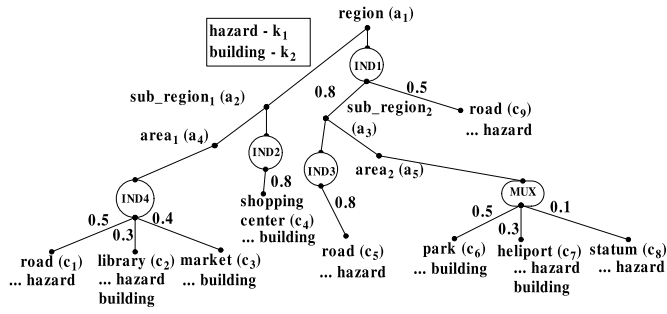 region (a1)
hazard - k1
building - k2
IND1
0.8
0.5
sub_region1 (a2)
sub_region2
(a3)
road (c9)
... hazard
area1 (a4)
IND2
0.8
IND3
0.8
area2 (a5)
IND4
MUX
0.5
0.3
0.4
shopping
center (c4)
... building
0.5
0.3
0.1
road (c1)
... hazard
library (c2)
... hazard
building
market (c3)
... building
road (c5)
... hazard
park (c6)
... building
heliport (c7)
... hazard
building
statum (c8)
... hazard